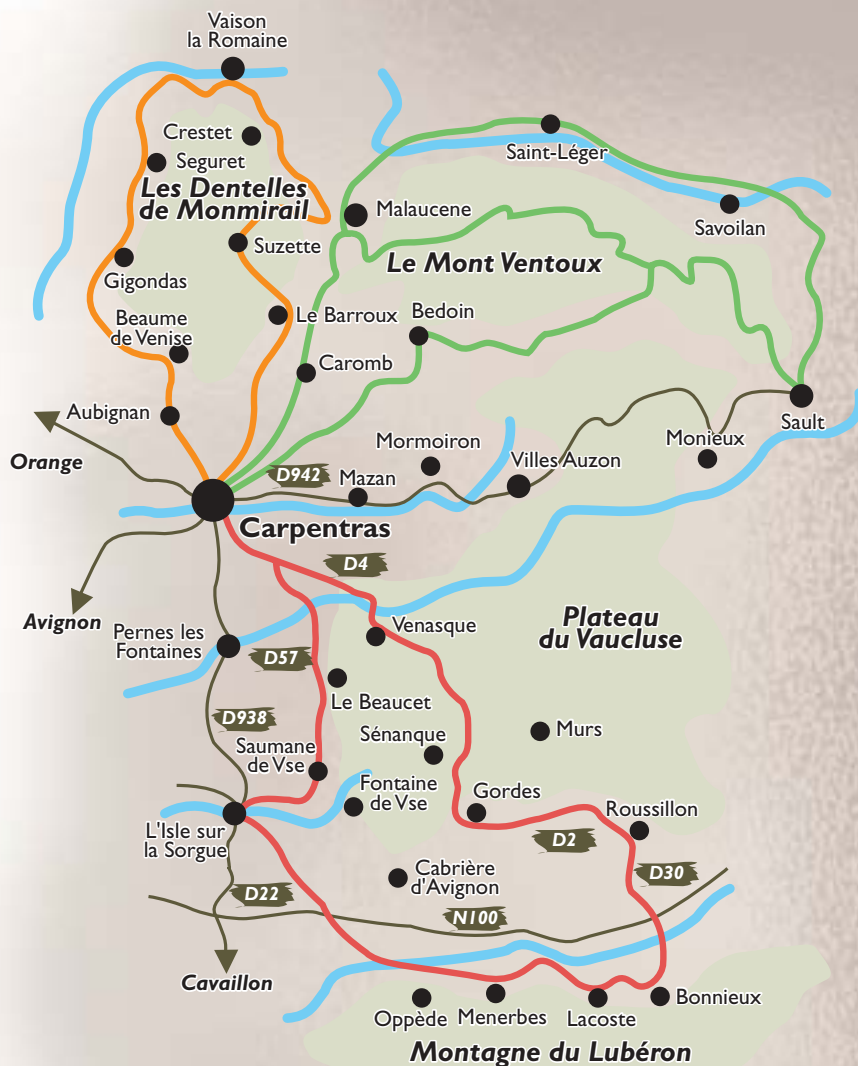 Vaison
la Romaine
Crestet
Seguret
Saint-Léger
Les Dentelles
de Monmirail
Malaucene
Savoilan
Suzette
Le Mont Ventoux
Gigondas
Le Barroux
Bedoin
Beaume
de Venise
Caromb
Aubignan
Sault
Orange
Mormoiron
Monieux
D942
Mazan
Villes Auzon
Carpentras
D4
Avignon
Pernes les
Fontaines
Venasque
Plateau
du Vaucluse
D57
Le Beaucet
D938
Sénanque
Murs
Saumane
de Vse
Fontaine
de Vse
Gordes
Roussillon
L'Isle sur
la Sorgue
D2
Cabrière
d'Avignon
D30
D22
N100
Cavaillon
Oppède
Menerbes
Lacoste
Bonnieux
Montagne du Lubéron